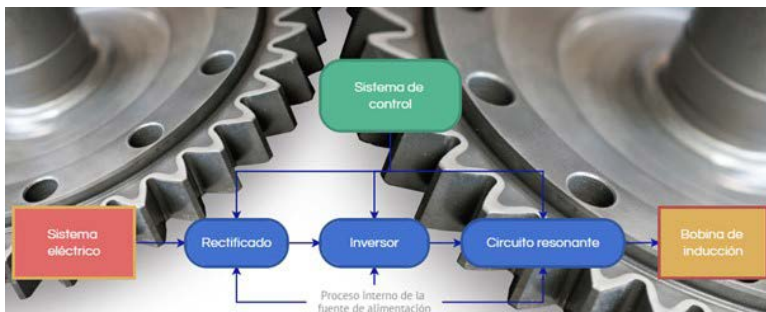 Sistema de
control
Sistema
eléctrico
Rectificado
Inversor
Circuito resonante
Bobina de
inducción
Proceso interno de la
fuente de alimentación